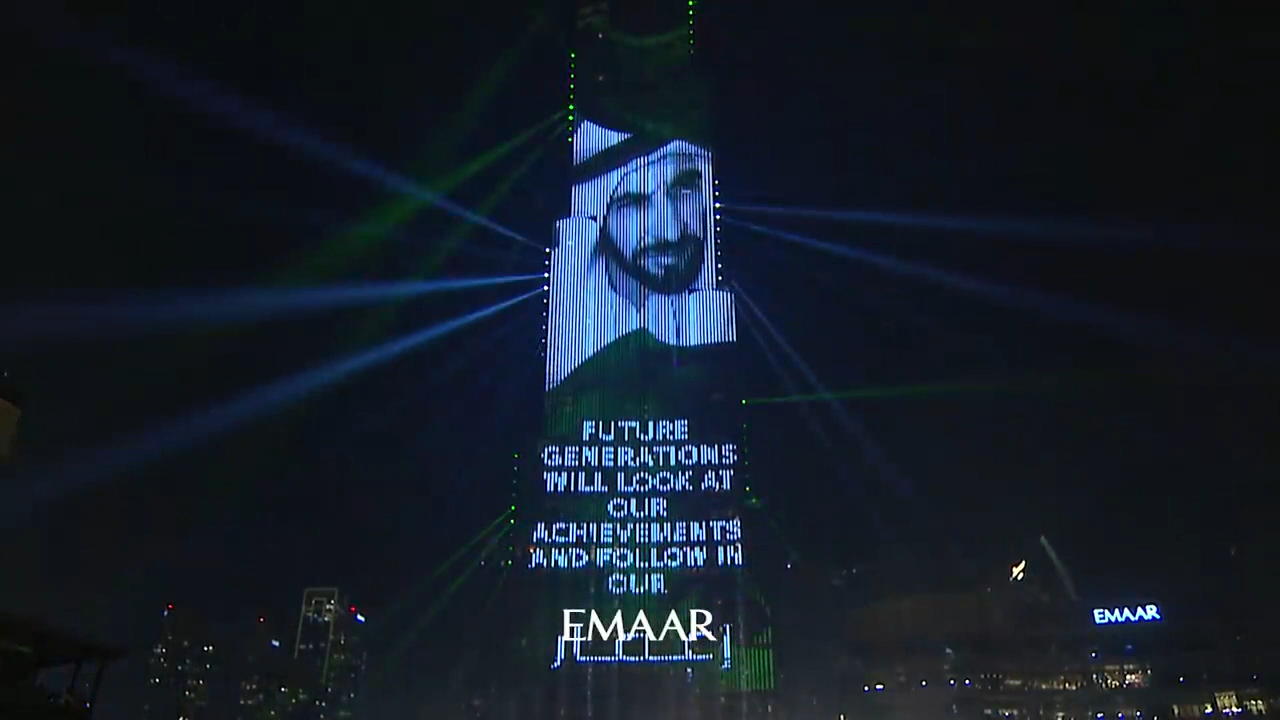 FUTURE
GENERATIONS
WILL LOOK AT
OUR
ACHIEVEMENTS
AND FOLLOW IN
OUR
EMAAR
EMAAR